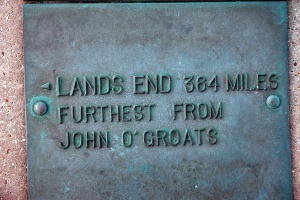 LANDS END 364 MILES
FURTHEST FROM
JOHN O'GROATS